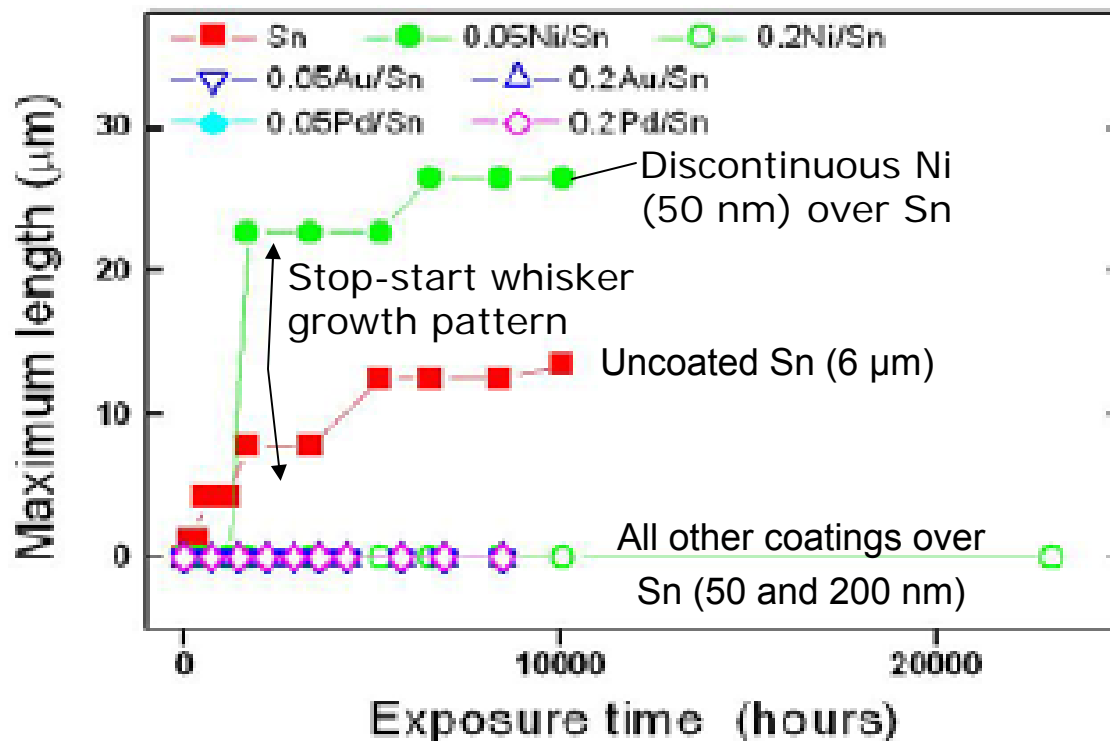 Sn 0.05Ni/Sn 0.2Ni/Sn
0.05Au/Sn 0.2Au/Sn
0.05Pd/Sn 0.2Pd/Sn
Maximum length (μm)
30
20
10
0
Discontinuous Ni
(50 nm) over Sn
Stop-start whisker
growth pattern
Uncoated Sn (6 µm)
All other coatings over
Sn (50 and 200 nm)
0 10000 20000
Exposure time (hours)